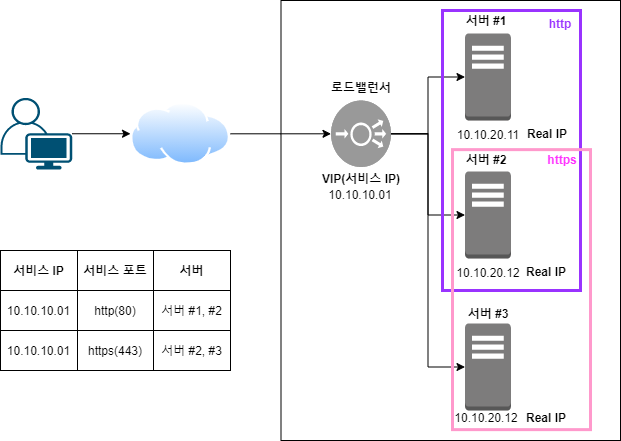 서버 #1
http
로드밸런서
10.10.20.11 Real IP
서버 #2
https
VIP(서비스 IP)
10.10.10.01
10.10.20.12 Real IP
서버 #3
10.10.20.12 Real IP
서비스 IP 서비스 포트 서버
10.10.10.01 http(80) 서버 #1, #2
10.10.10.01 https(443) 서버 #2, #3